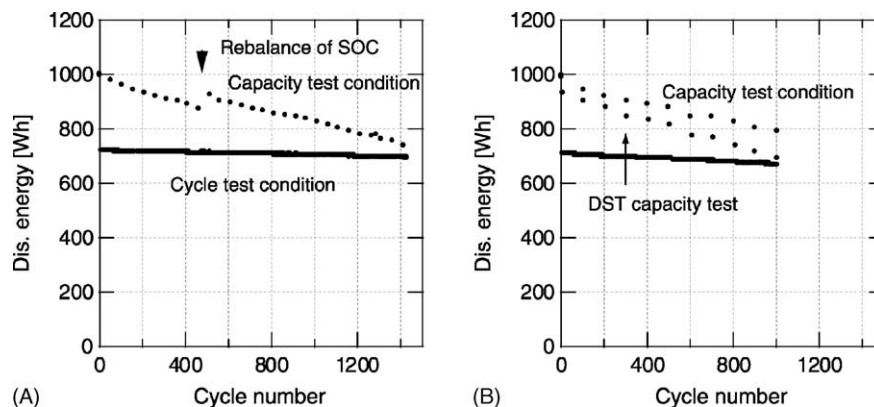 Rebalance of SOC
Capacity test condition
Cycle test condition
Dis. energy [Wh]
1200
1000
800
600
400
200
0
0
400
800
1200
Cycle number
(A)
Capacity test condition
DST capacity test
Dis. energy [Wh]
1200
1000
800
600
400
200
0
0
400
800
1200
Cycle number
(B)